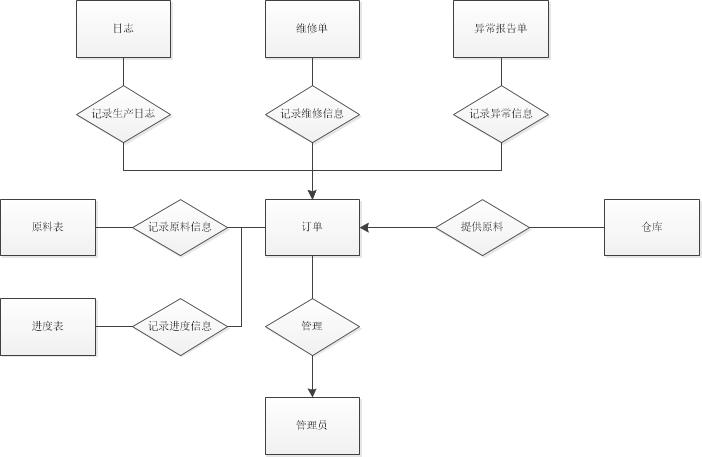 日志
维修单
异常报告单
记录生产日志
记录维修信息
记录异常信息
原料表
记录原料信息
订单
提供原料
仓库
进度表
记录进度信息
管理
管理员